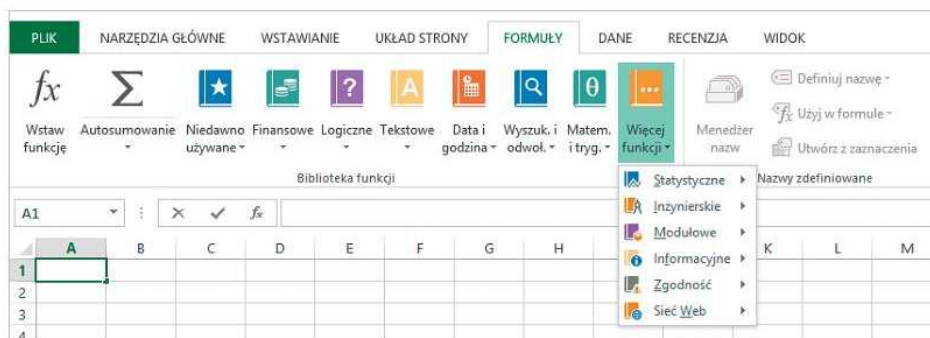 PLIK NARZĘDZIA GŁÓWNE WSTAWIANIE UKŁAD STRONY FORMUŁY DANE RECENZJA WIDOK
fx Σ ? A θ
Wstaw funkcję
Autosumowanie
Niedawno używane
Finansowe
Logiczne
Tekstowe
Data i godzina
Wyszuk. i odwoł.
Matem. i tryg.
Więcej funkcji
Menedżer nazw
Definiuj nazwę
Użyj w formule
Utwórz z zaznaczenia
Biblioteka funkcji
Nazwy zdefiniowane
Statystyczne
Inżynierskie
Modułowe
Informacyjne
Zgodność
Sieć Web
A1 fx
A B C D E F G H K L M
1
2
3
4